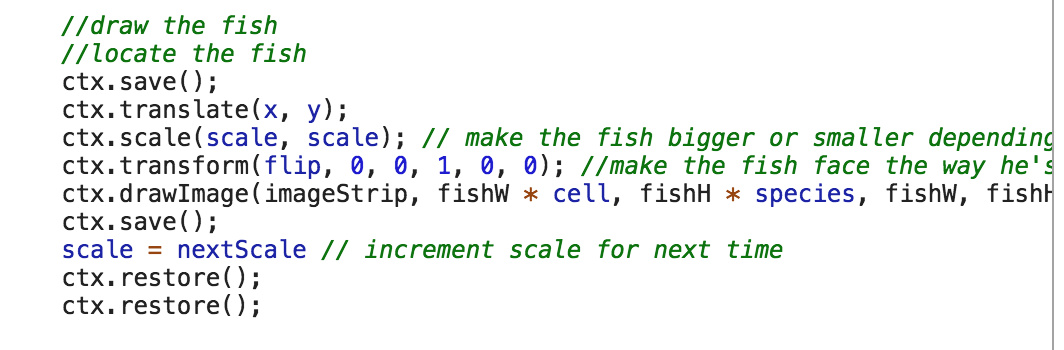 //draw the fish
//locate the fish
ctx.save();
ctx.translate(x, y);
ctx.scale(scale, scale); // make the fish bigger or smaller depending
ctx.transform(flip, 0, 0, 1, 0, 0); //make the fish face the way he's
ctx.drawImage(imageStrip, fishW * cell, fishH * species, fishW, fishH
ctx.save();
scale = nextScale // increment scale for next time
ctx.restore();
ctx.restore();